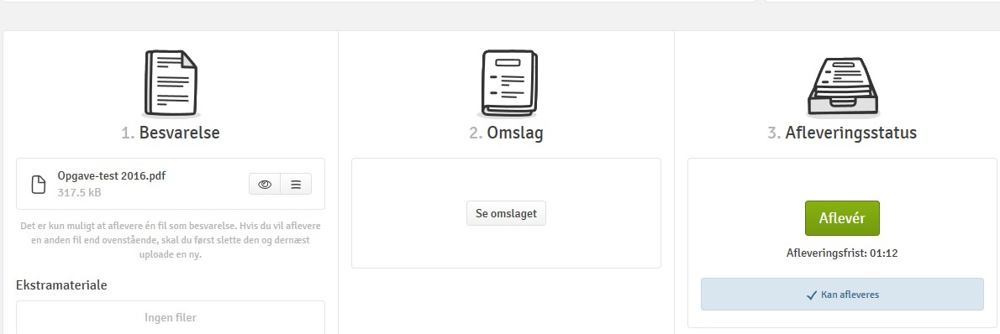 1. Besvarelse
Opgave-test 2016.pdf
317.5 kB
Det er kun muligt at aflevere én fil som besvarelse. Hvis du vil aflevere
en anden fil end ovenstående, skal du først slette den og dernæst
uploade en ny.
Ekstramateriale
Ingen filer
2. Omslag
Se omslaget
3. Afleveringsstatus
Aflevér
Afleveringsfrist: 01:12
Kan afleveres